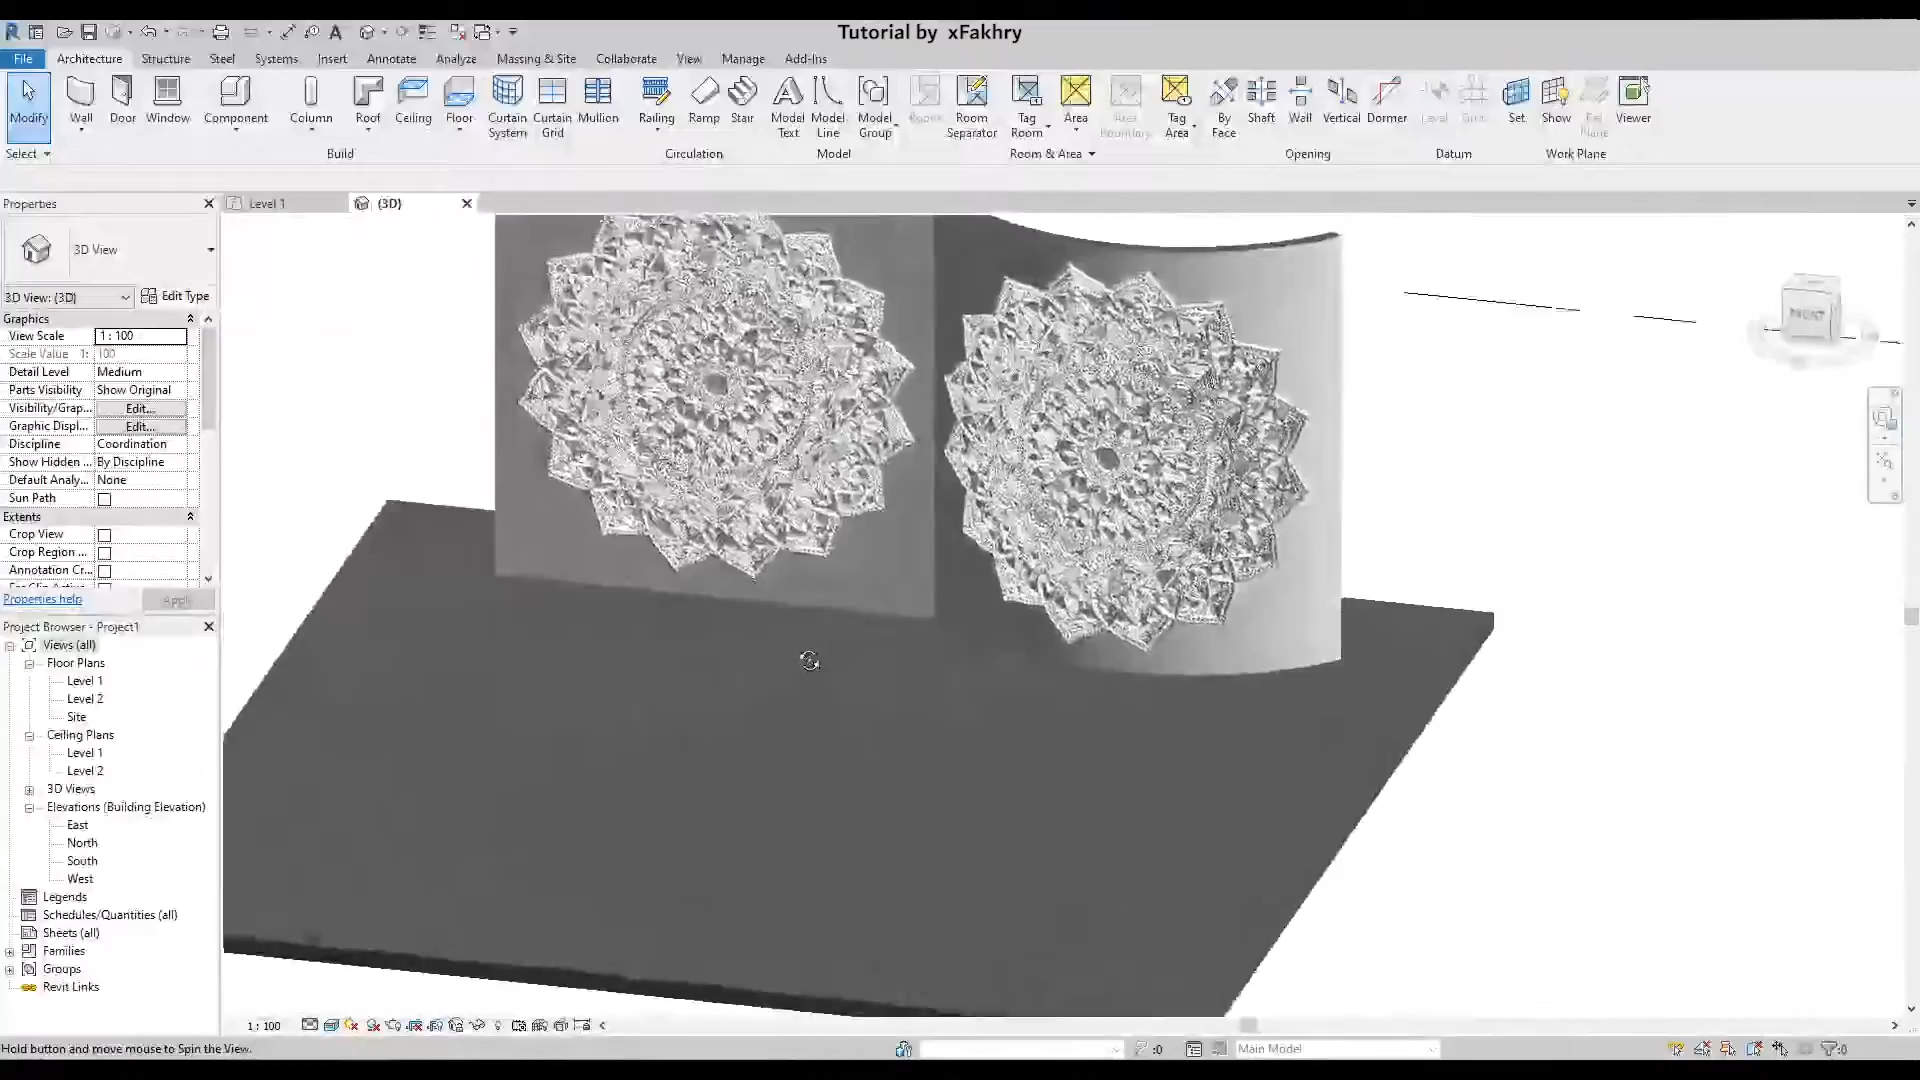 Tutorial by xFakhry
File Architecture Structure Steel Systems Insert Annotate Analyze Massing & Site Collaborate View Manage Add-Ins
Modify Wall Door Window Component Column Roof Ceiling Floor Curtain System Curtain Grid Mullion Railing Ramp Stair Model Text Model Line Model Group Room Room Separator Tag Room Area Area Boundary Tag Area By Face Shaft Wall Vertical Dormer Level Grid Set Show Ref Plane Viewer
Select Build Circulation Model Room & Area Opening Datum Work Plane
Properties
Level 1
(3D)
3D View
3D View: (3D) Edit Type
Graphics
View Scale 1 : 100
Scale Value 1: 100
Detail Level Medium
Parts Visibility Show Original
Visibility/Grap... Edit...
Graphic Displ... Edit...
Discipline Coordination
Show Hidden ... By Discipline
Default Analy... None
Sun Path
Extents
Crop View
Crop Region ...
Annotation Cr...
Properties help Apply
FRONT
Project Browser - Project1
Views (all)
Floor Plans
Level 1
Level 2
Site
Ceiling Plans
Level 1
Level 2
3D Views
Elevations (Building Elevation)
East
North
South
West
Legends
Schedules/Quantities (all)
Sheets (all)
Families
Groups
Revit Links
1 : 100
Hold button and move mouse to Spin the View.
:0
Main Model
:0